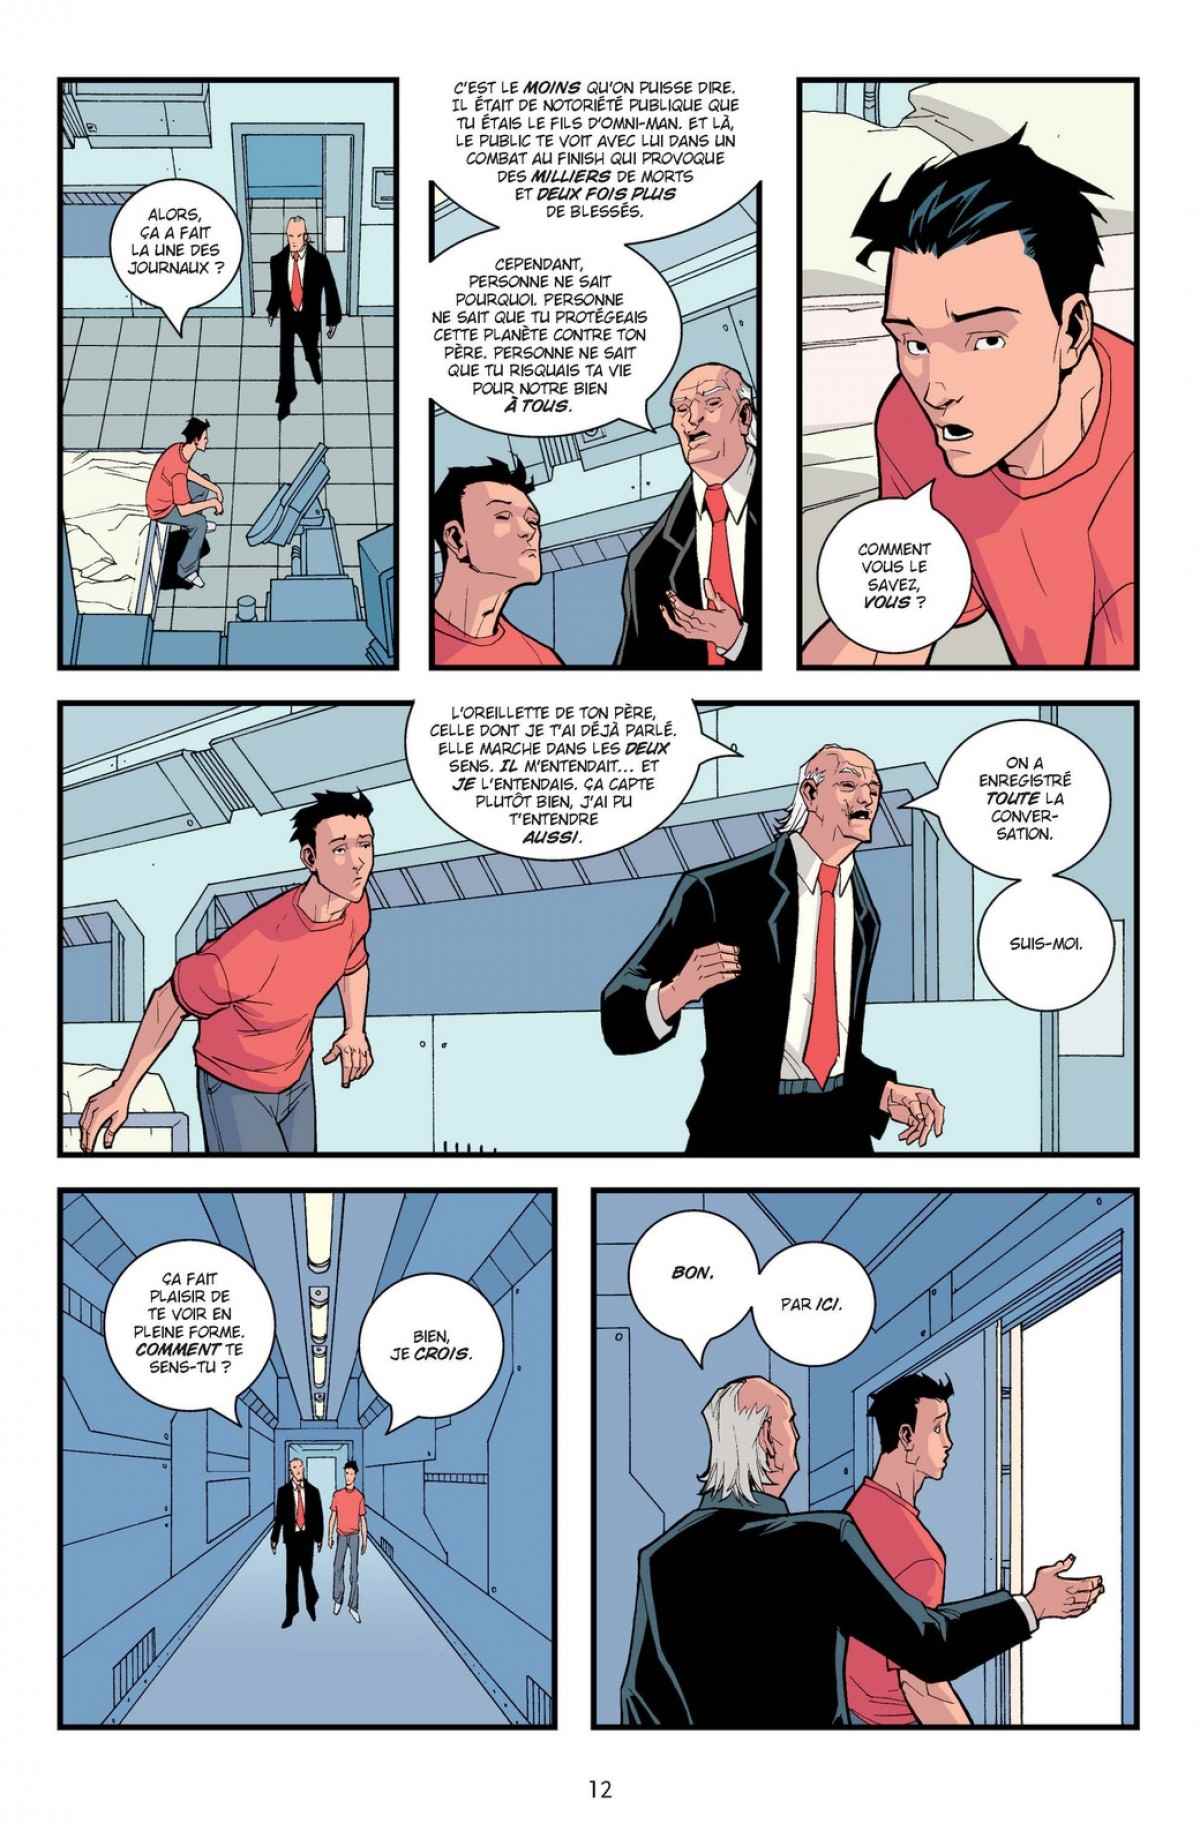 ALORS,
ÇA A FAIT
LA UNE DES
JOURNAUX ?
C'EST LE MOINS QU'ON PUISSE DIRE.
IL ÉTAIT DE NOTORIÉTÉ PUBLIQUE QUE
TU ÉTAIS LE FILS D'OMNI-MAN. ET LÀ,
LE PUBLIC TE VOIT AVEC LUI DANS UN
COMBAT AU FINISH QUI PROVOQUE
DES MILLIERS DE MORTS
ET DEUX FOIS PLUS
DE BLESSÉS.
CEPENDANT,
PERSONNE NE SAIT
POURQUOI. PERSONNE
NE SAIT QUE TU PROTÉGEAIS
CETTE PLANÈTE CONTRE TON
PÈRE. PERSONNE NE SAIT
QUE TU RISQUAIS TA VIE
POUR NOTRE BIEN
À TOUS.
COMMENT
VOUS LE
SAVEZ,
VOUS ?
L'OREILLETTE DE TON PÈRE,
CELLE DONT JE T'AI DÉJÀ PARLÉ.
ELLE MARCHE DANS LES DEUX
SENS. IL M'ENTENDAIT... ET
JE L'ENTENDAIS. ÇA CAPTE
PLUTÔT BIEN, J'AI PU
T'ENTENDRE
AUSSI.
ON A
ENREGISTRÉ
TOUTE LA
CONVER-
SATION.
SUIS-MOI.
ÇA FAIT
PLAISIR DE
TE VOIR EN
PLEINE FORME.
COMMENT TE
SENS-TU ?
BIEN,
JE CROIS.
BON.
PAR ICI.
12